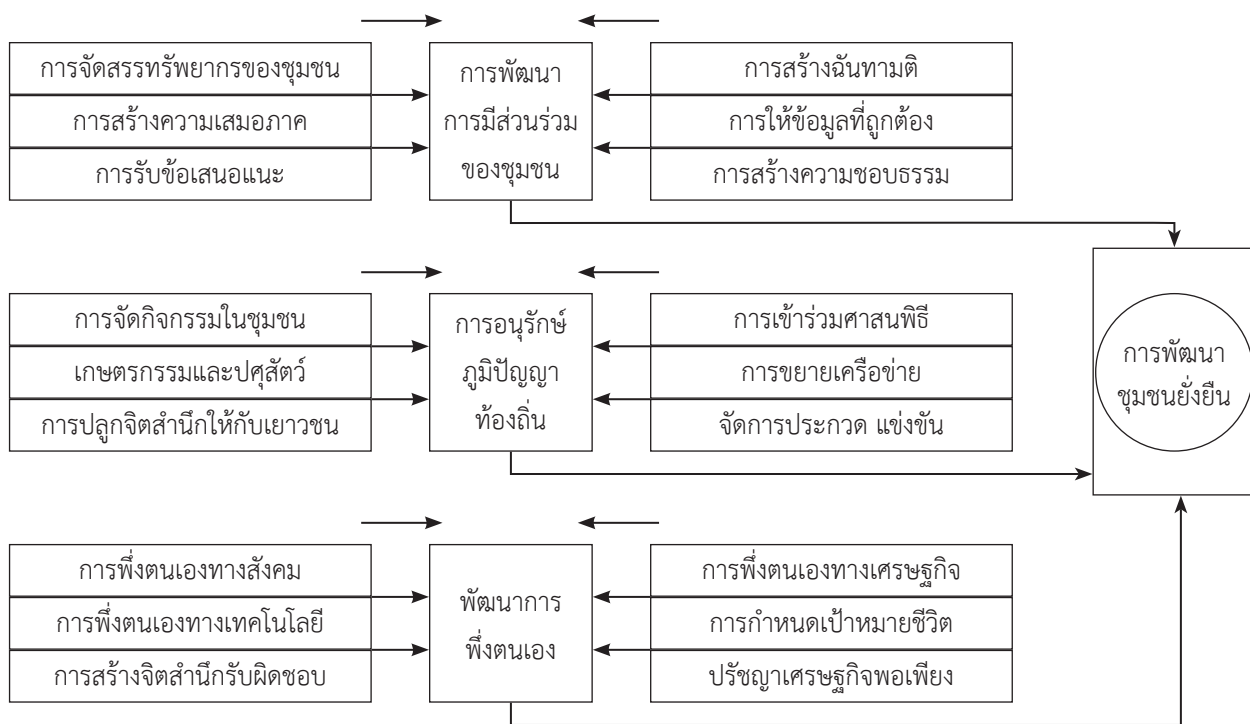 การจัดสรรทรัพยากรของชุมชน
การสร้างความเสมอภาค
การรับข้อเสนอแนะ
การพัฒนา
การมีส่วนร่วม
ของชุมชน
การสร้างฉันทามติ
การให้ข้อมูลที่ถูกต้อง
การสร้างความชอบธรรม
การจัดกิจกรรมในชุมชน
เกษตรกรรมและปศุสัตว์
การปลูกจิตสำนึกให้กับเยาวชน
การอนุรักษ์
ภูมิปัญญา
ท้องถิ่น
การเข้าร่วมศาสนพิธี
การขยายเครือข่าย
จัดการประกวด แข่งขัน
การพัฒนา
ชุมชนยั่งยืน
การพึ่งตนเองทางสังคม
การพึ่งตนเองทางเทคโนโลยี
การสร้างจิตสำนึกรับผิดชอบ
พัฒนาการ
พึ่งตนเอง
การพึ่งตนเองทางเศรษฐกิจ
การกำหนดเป้าหมายชีวิต
ปรัชญาเศรษฐกิจพอเพียง